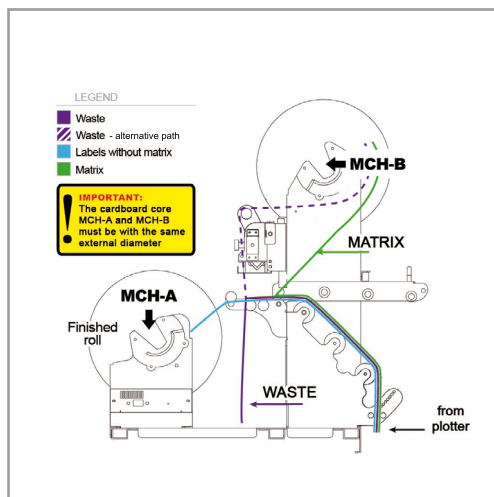 LEGEND
Waste
Waste - alternative path
Labels without matrix
Matrix
! IMPORTANT:
The cardboard core
MCH-A and MCH-B
must be with the same
external diameter
MCH-B
MATRIX
MCH-A
Finished
roll
WASTE
from
plotter